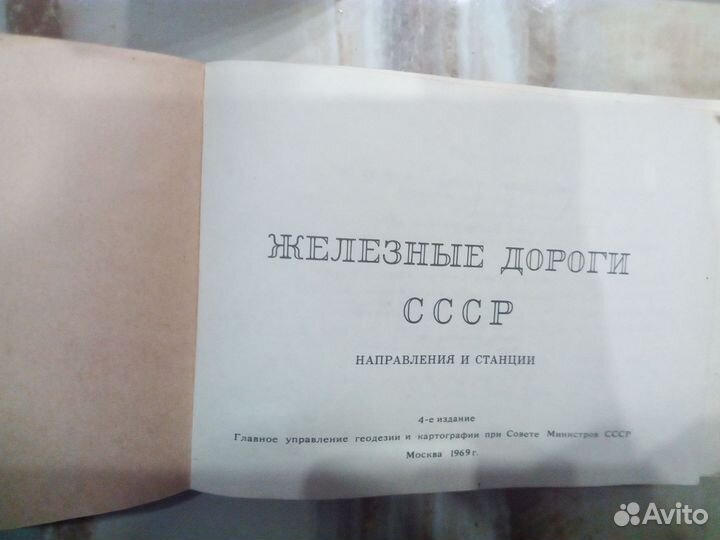 ЖЕЛЕЗНЫЕ ДОРОГИ
СССР
НАПРАВЛЕНИЯ И СТАНЦИИ
4-е издание
Главное управление геодезии и картографии при Совете Министров СССР
Москва 1969 г.
Avito